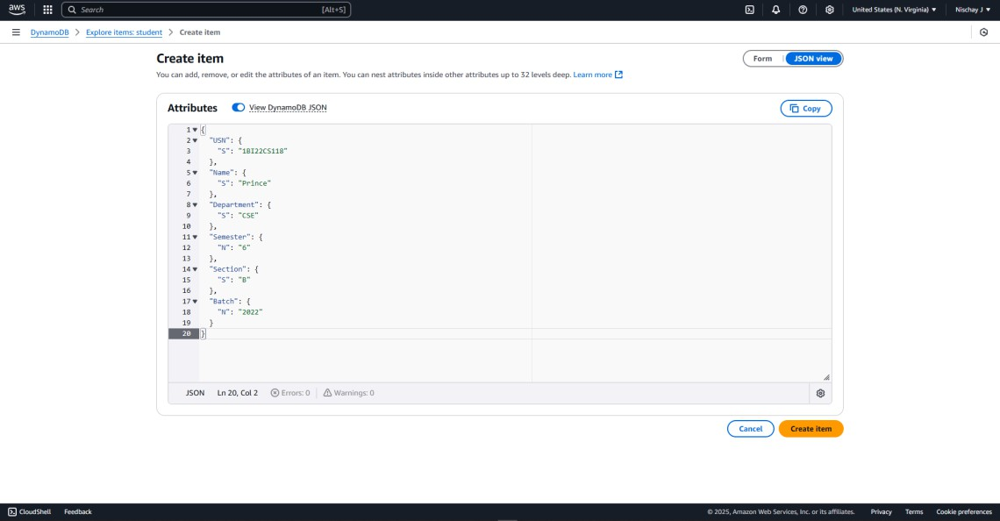 aws
Search [Alt+S]
United States (N. Virginia) Nischay J
DynamoDB > Explore items: student > Create item
Create item
Form JSON view
You can add, remove, or edit the attributes of an item. You can nest attributes inside other attributes up to 32 levels deep. Learn more
Attributes View DynamoDB JSON Copy
1 {
2 "USN": {
3 "S": "1BI22CS118"
4 },
5 "Name": {
6 "S": "Prince"
7 },
8 "Department": {
9 "S": "CSE"
10 },
11 "Semester": {
12 "N": "6"
13 },
14 "Section": {
15 "S": "B"
16 },
17 "Batch": {
18 "N": "2022"
19 }
20 }
JSON Ln 20, Col 2 Errors: 0 Warnings: 0
Cancel Create item
CloudShell Feedback © 2025, Amazon Web Services, Inc. or its affiliates. Privacy Terms Cookie preferences